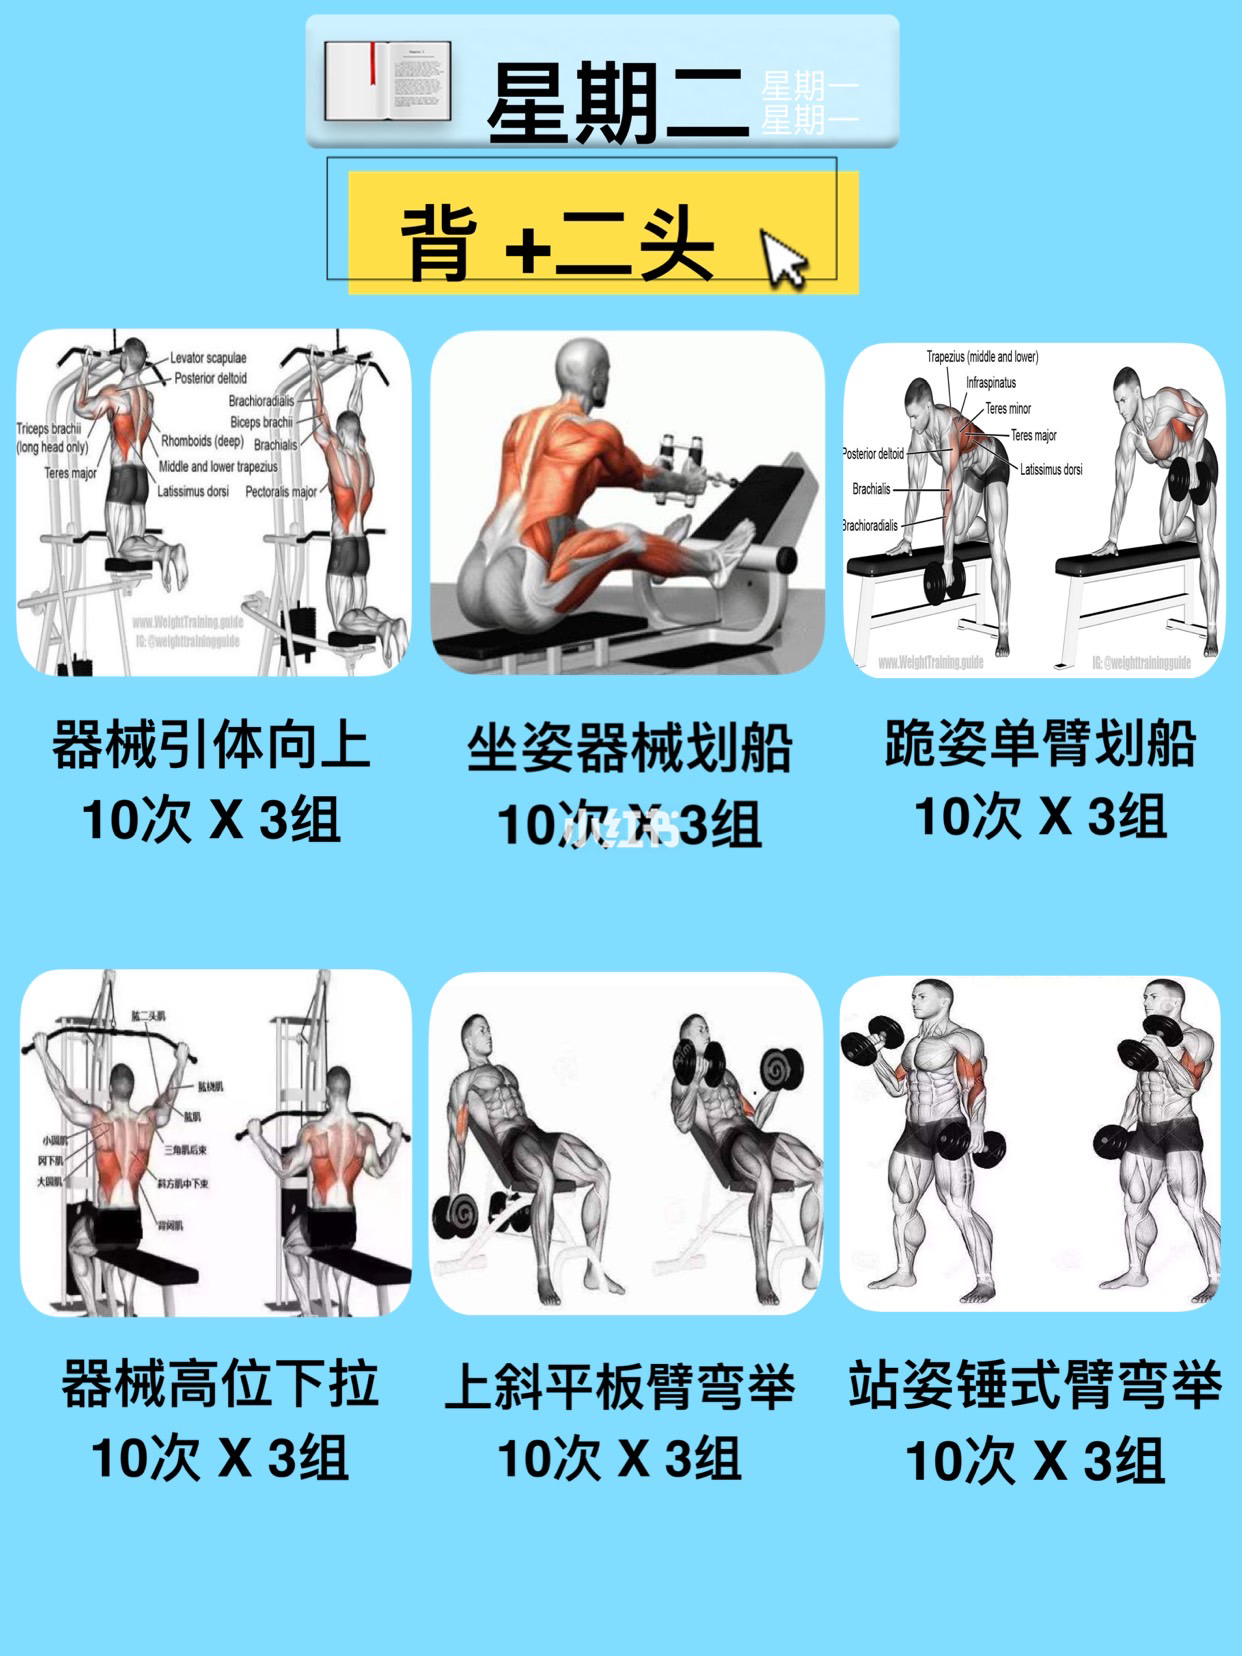 星期二
星期一
星期一
背 +二头
Levator scapulae
Posterior deltoid
Brachioradialis
Biceps brachii
Triceps brachii
(long head only)
Rhomboids (deep)
Brachialis
Teres major
Middle and lower trapezius
Latissimus dorsi
Pectoralis major
www.WeightTraining.guide
IG: @weighttrainingguide
Trapezius (middle and lower)
Infraspinatus
Teres minor
Teres major
Posterior deltoid
Latissimus dorsi
Brachialis
Brachioradialis
www.WeightTraining.guide
IG: @weighttrainingguide
器械引体向上
10次 X 3组
坐姿器械划船
10次 X 3组
小红书
跪姿单臂划船
10次 X 3组
肱二头肌
肱桡肌
肱肌
小圆肌
三角肌后束
冈下肌
大圆肌
斜方肌中下束
背阔肌
器械高位下拉
10次 X 3组
上斜平板臂弯举
10次 X 3组
站姿锤式臂弯举
10次 X 3组